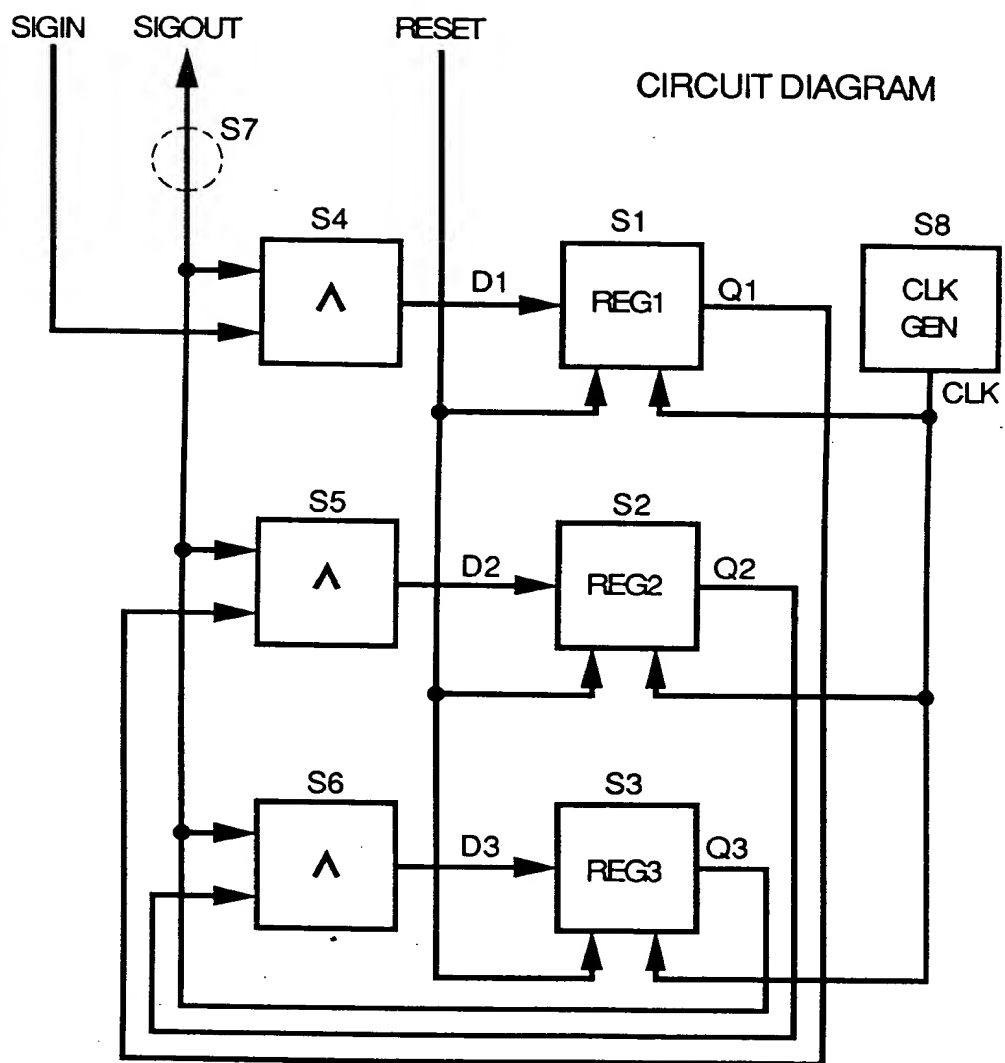 SIGIN SIGOUT RESET
CIRCUIT DIAGRAM
S7
S4 S1 S8
∧ D1 REG1 Q1 CLK GEN
CLK
S5 S2
∧ D2 REG2 Q2
S6 S3
∧ D3 REG3 Q3